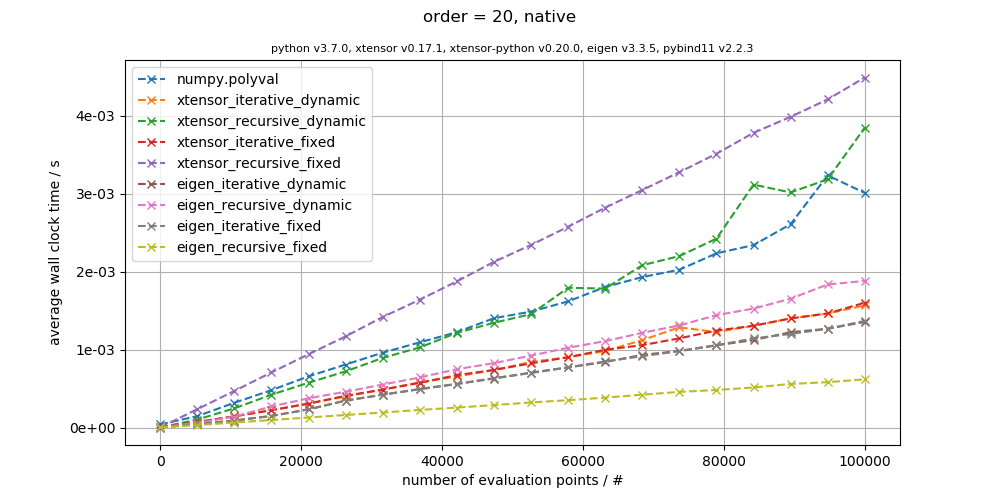 order = 20, native
python v3.7.0, xtensor v0.17.1, xtensor-python v0.20.0, eigen v3.3.5, pybind11 v2.2.3
numpy.polyval
xtensor_iterative_dynamic
xtensor_recursive_dynamic
xtensor_iterative_fixed
xtensor_recursive_fixed
eigen_iterative_dynamic
eigen_recursive_dynamic
eigen_iterative_fixed
eigen_recursive_fixed
average wall clock time / s
4e-03
3e-03
2e-03
1e-03
0e+00
0 20000 40000 60000 80000 100000
number of evaluation points / #